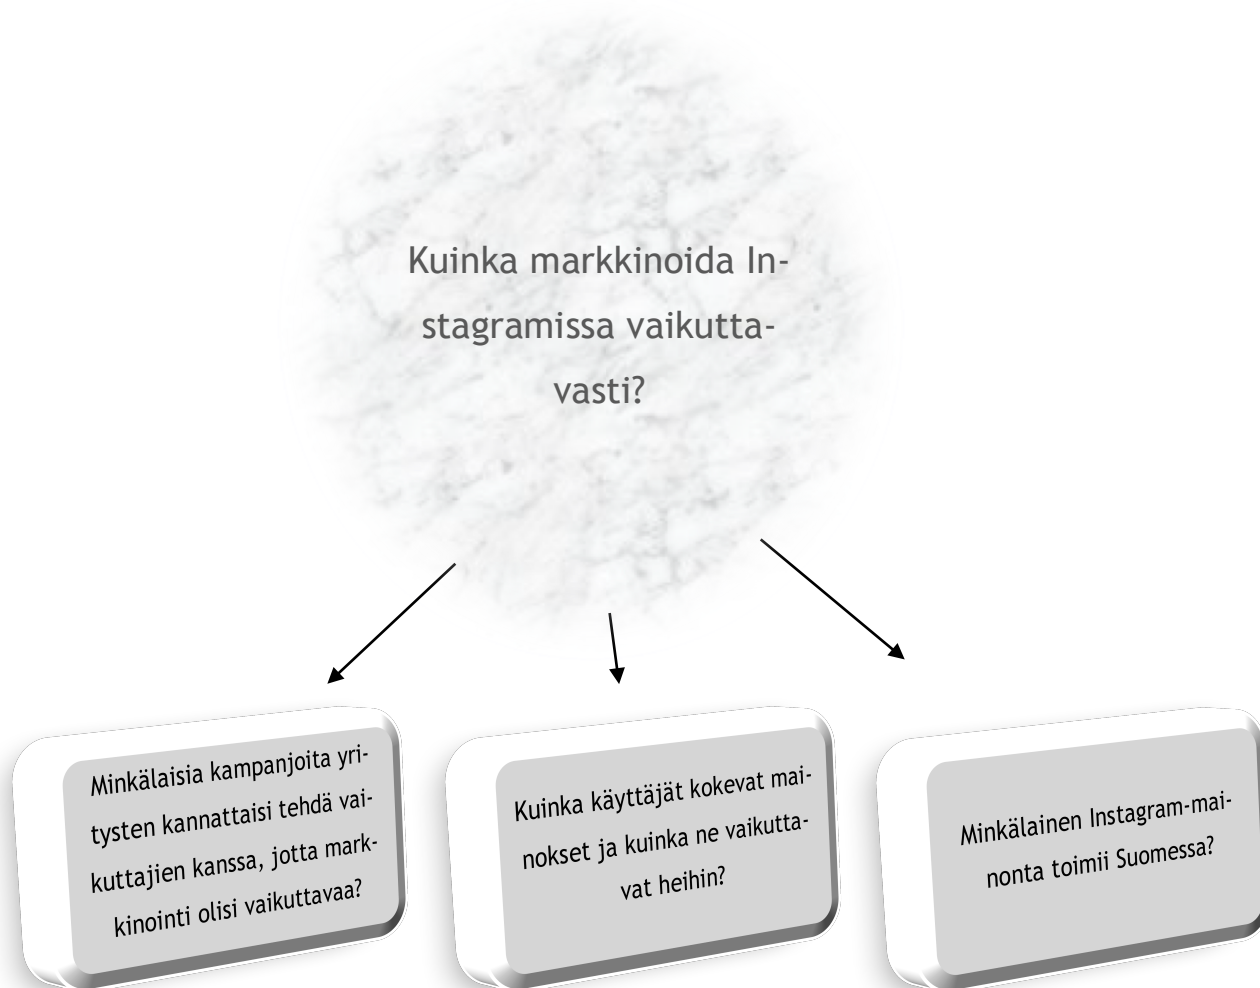 Kuinka markkinoida In-
stagramissa vaikutta-
vasti?
Minkälaisia kampanjoita yri-
tysten kannattaisi tehdä vai-
kuttajien kanssa, jotta mark-
kinointi olisi vaikuttavaa?
Kuinka käyttäjät kokevat mai-
nokset ja kuinka ne vaikutta-
vat heihin?
Minkälainen Instagram-mai-
nonta toimii Suomessa?